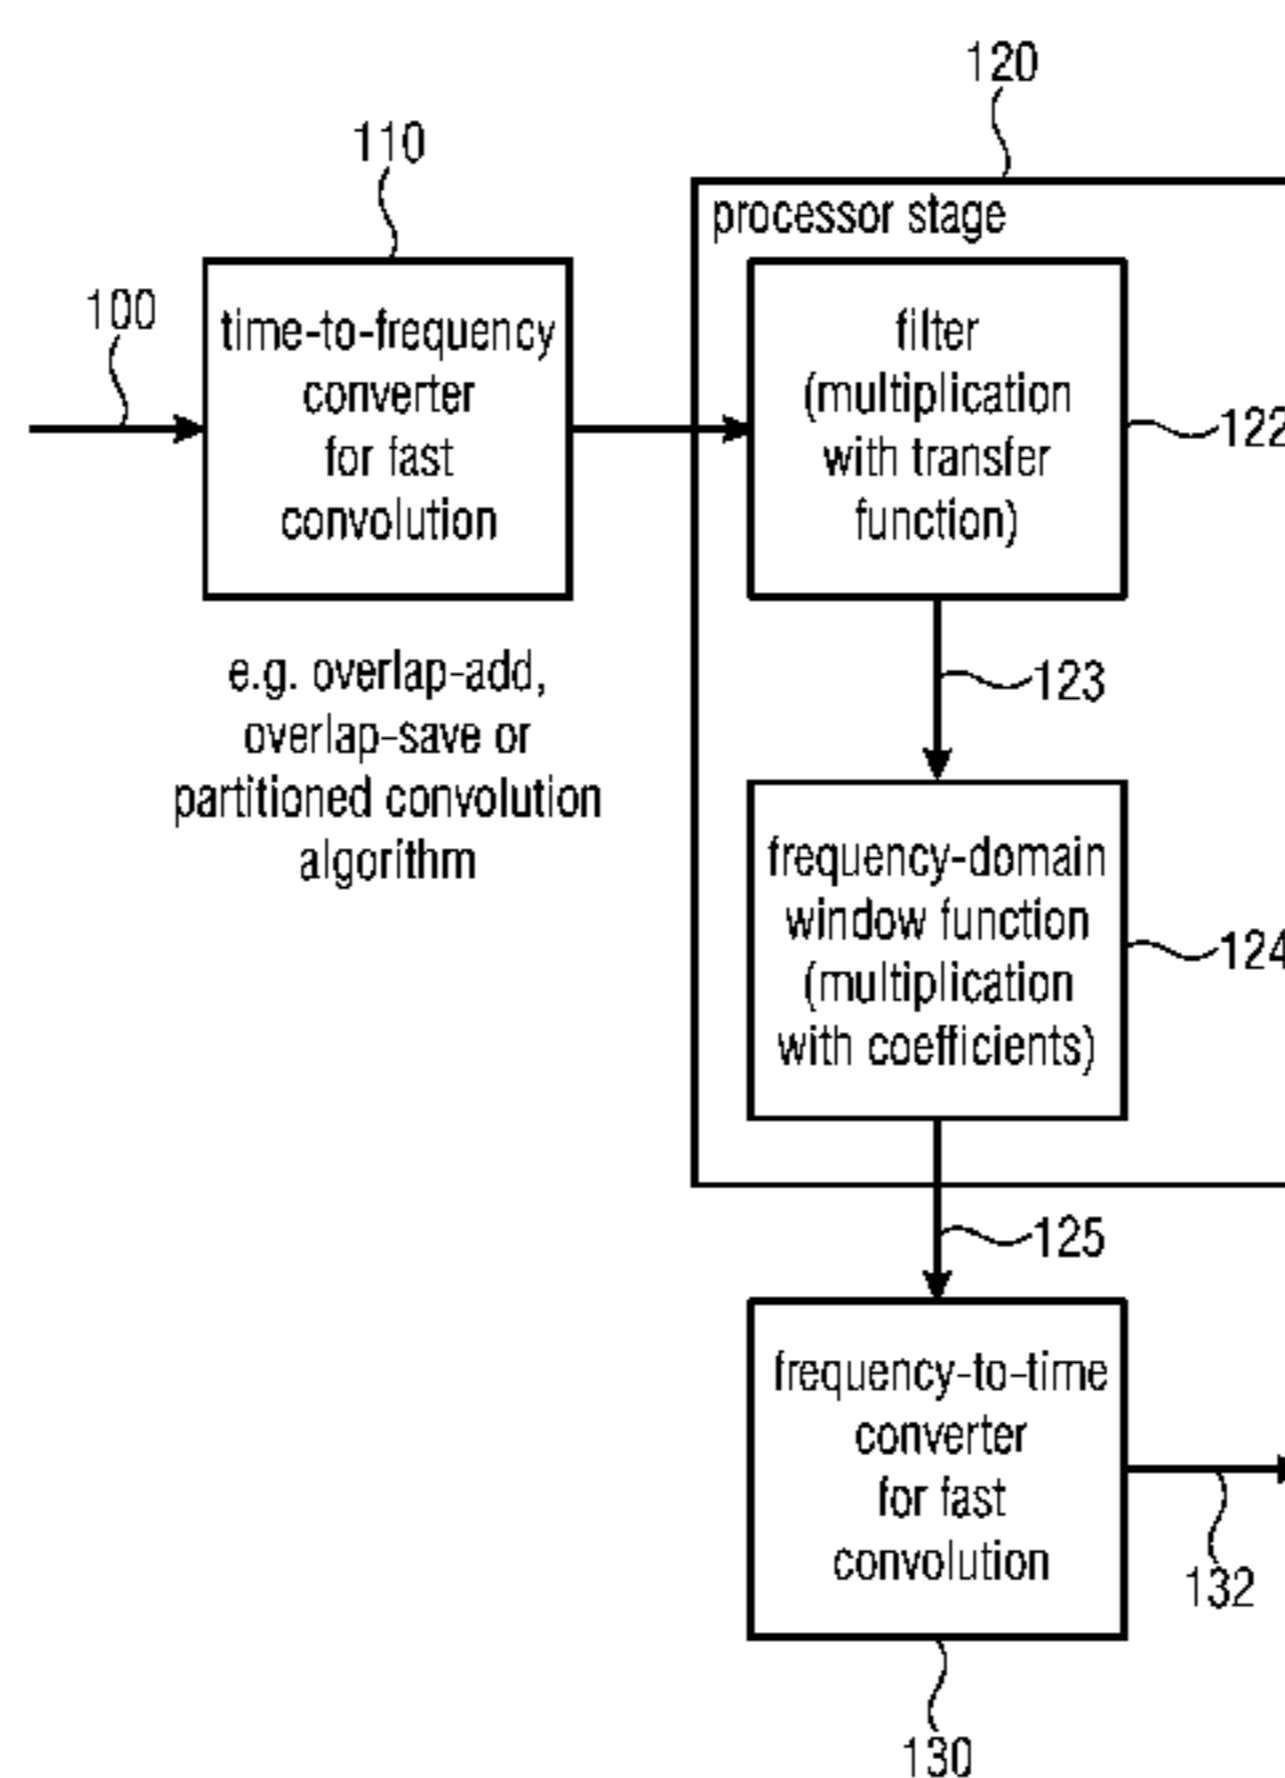 120
110
processor stage
100
time-to-frequency
converter
for fast
convolution
filter
(multiplication
with transfer
function)
122
e.g. overlap-add,
overlap-save or
partitioned convolution
algorithm
123
frequency-domain
window function
(multiplication
with coefficients)
124
125
frequency-to-time
converter
for fast
convolution
132
130